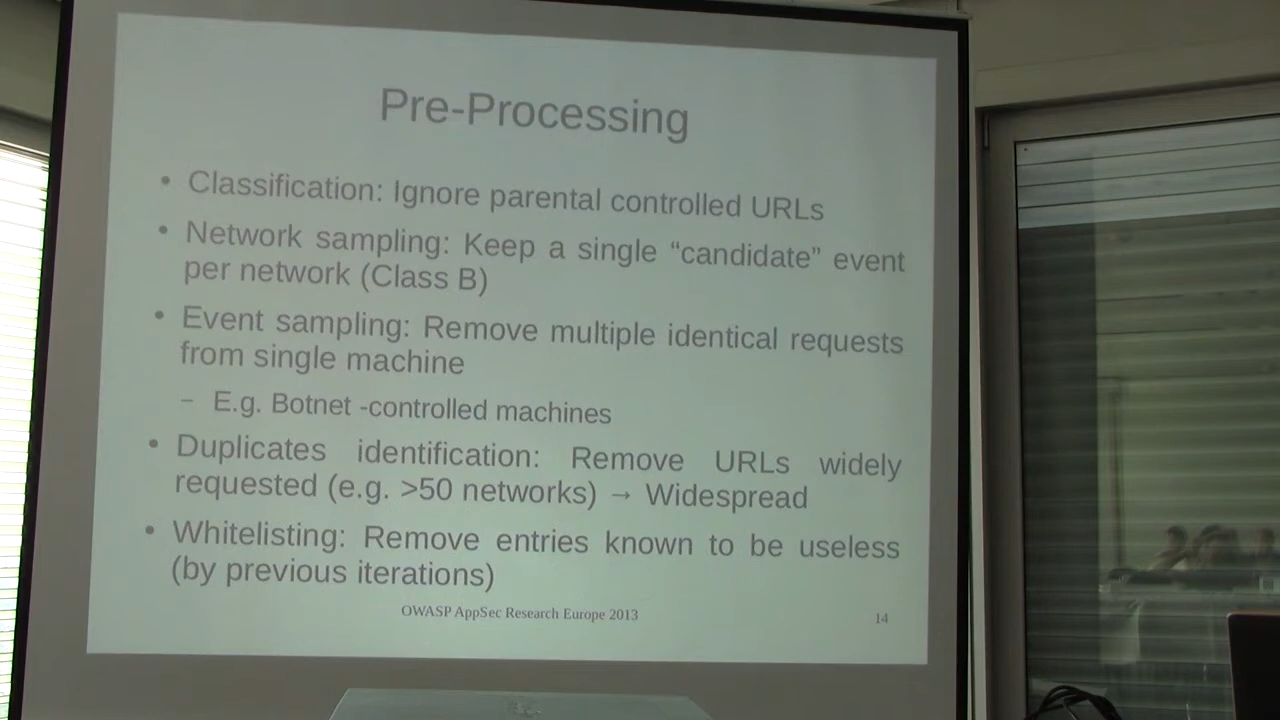 Pre-Processing
• Classification: Ignore parental controlled URLs
• Network sampling: Keep a single “candidate” event
per network (Class B)
• Event sampling: Remove multiple identical requests
from single machine
– E.g. Botnet -controlled machines
• Duplicates identification: Remove URLs widely
requested (e.g. >50 networks) → Widespread
• Whitelisting: Remove entries known to be useless
(by previous iterations)
OWASP AppSec Research Europe 2013
14